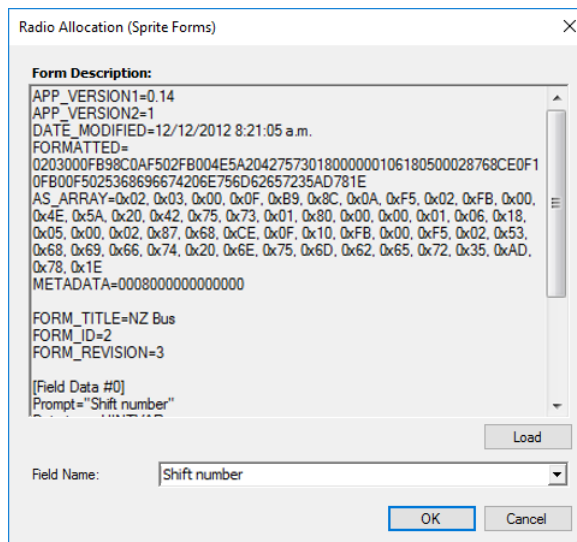 Radio Allocation (Sprite Forms)
Form Description:
APP_VERSION1=0.14
APP_VERSION2=1
DATE_MODIFIED=12/12/2012 8:21:05 a.m.
FORMATTED=
0203000FB98C0AF502FB004E5A204275730180000001061805000287 68CE0F1
0FB00F5025368696674206E756D62657235AD781E
AS_ARRAY=0x02, 0x03, 0x00, 0x0F, 0xB9, 0x8C, 0x0A, 0xF5, 0x02, 0xFB, 0x00,
0x4E, 0x5A, 0x20, 0x42, 0x75, 0x73, 0x01, 0x80, 0x00, 0x00, 0x01, 0x06, 0x18,
0x05, 0x00, 0x02, 0x87, 0x68, 0xCE, 0x0F, 0x10, 0xFB, 0x00, 0xF5, 0x02, 0x53,
0x68, 0x69, 0x66, 0x74, 0x20, 0x6E, 0x75, 0x6D, 0x62, 0x65, 0x72, 0x35, 0xAD,
0x78, 0x1E
METADATA=0008000000000000
FORM_TITLE=NZ Bus
FORM_ID=2
FORM_REVISION=3
[Field Data #0]
Prompt="Shift number"
Load
Field Name:
Shift number
OK
Cancel